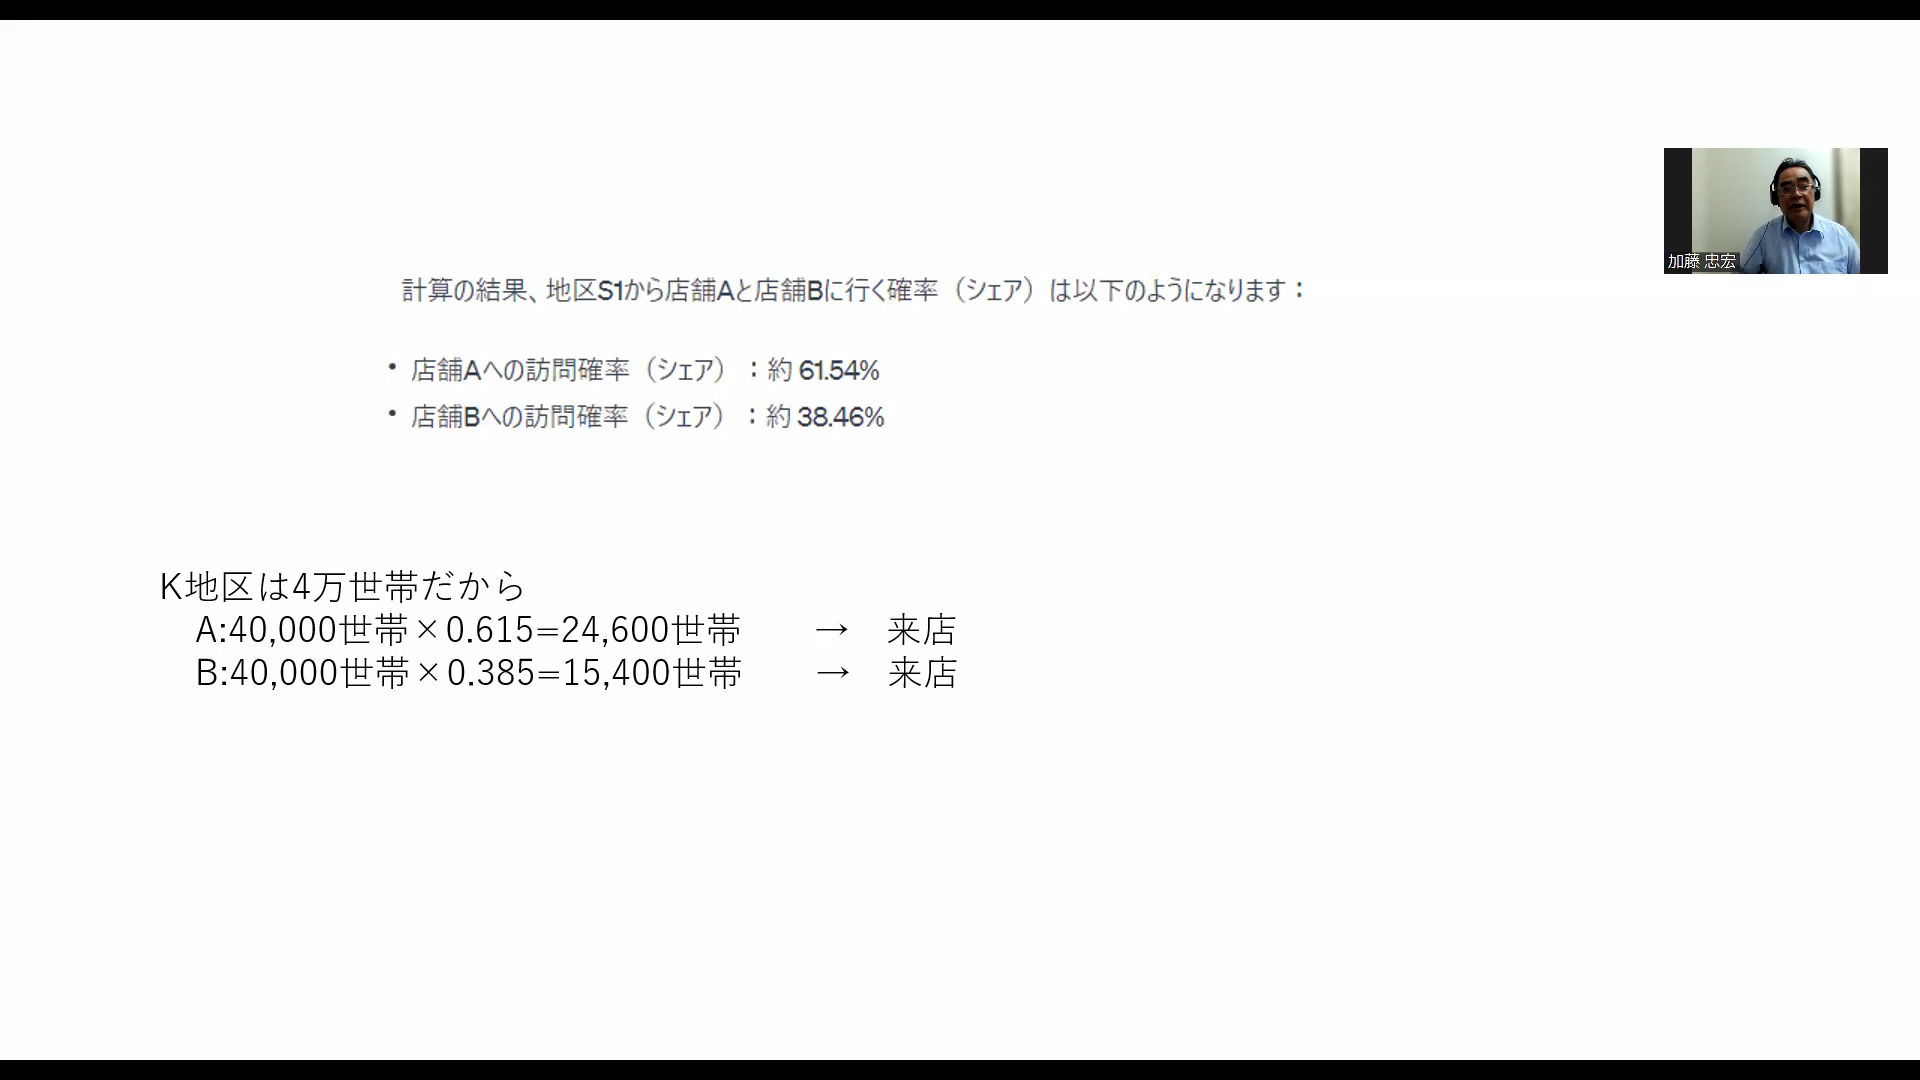 計算の結果、地区S1から店舗Aと店舗Bに行く確率（シェア）は以下のようになります：
• 店舗Aへの訪問確率（シェア）：約 61.54%
• 店舗Bへの訪問確率（シェア）：約 38.46%
K地区は4万世帯だから
A:40,000世帯×0.615=24,600世帯 → 来店
B:40,000世帯×0.385=15,400世帯 → 来店
加藤 忠宏